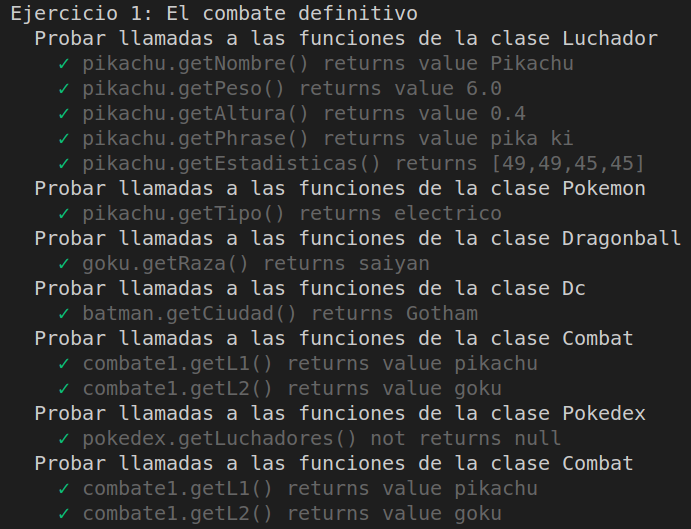 Ejercicio 1: El combate definitivo
Probar llamadas a las funciones de la clase Luchador
✓ pikachu.getNombre() returns value Pikachu
✓ pikachu.getPeso() returns value 6.0
✓ pikachu.getAltura() returns value 0.4
✓ pikachu.getPhrase() returns value pika ki
✓ pikachu.getEstadisticas() returns [49,49,45,45]
Probar llamadas a las funciones de la clase Pokemon
✓ pikachu.getTipo() returns electrico
Probar llamadas a las funciones de la clase Dragonball
✓ goku.getRaza() returns saiyan
Probar llamadas a las funciones de la clase Dc
✓ batman.getCiudad() returns Gotham
Probar llamadas a las funciones de la clase Combat
✓ combate1.getL1() returns value pikachu
✓ combate1.getL2() returns value goku
Probar llamadas a las funciones de la clase Pokedex
✓ pokedex.getLuchadores() not returns null
Probar llamadas a las funciones de la clase Combat
✓ combate1.getL1() returns value pikachu
✓ combate1.getL2() returns value goku